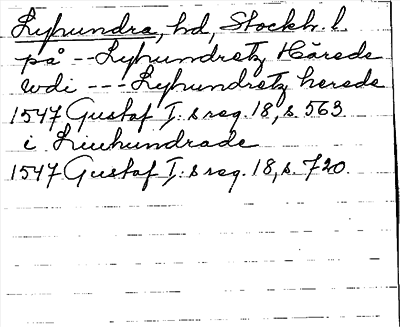 Lyhundra, hd, Stockh. l.
på -- Lyhundretz Härede
wdi --- Lyhundretz herede
1547 Gustaf I:s reg. 18, s. 563
i Liuhundrade
1547 Gustaf I:s reg. 18, s. 720.